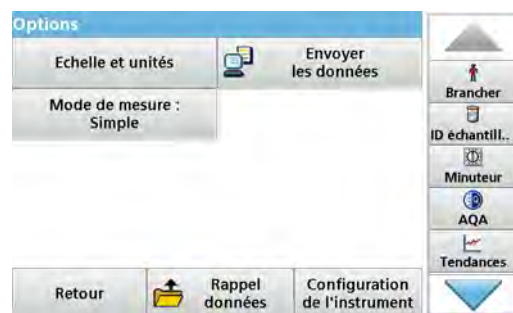 Options
Echelle et unités
Envoyer
les données
Mode de mesure :
Simple
Brancher
ID échantill..
Minuteur
AQA
Tendances
Retour
Rappel
données
Configuration
de l'instrument